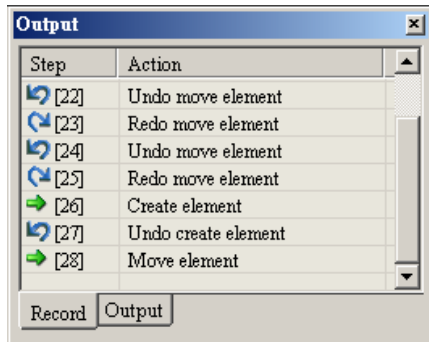 Output
Step Action
[22] Undo move element
[23] Redo move element
[24] Undo move element
[25] Redo move element
[26] Create element
[27] Undo create element
[28] Move element
Record Output